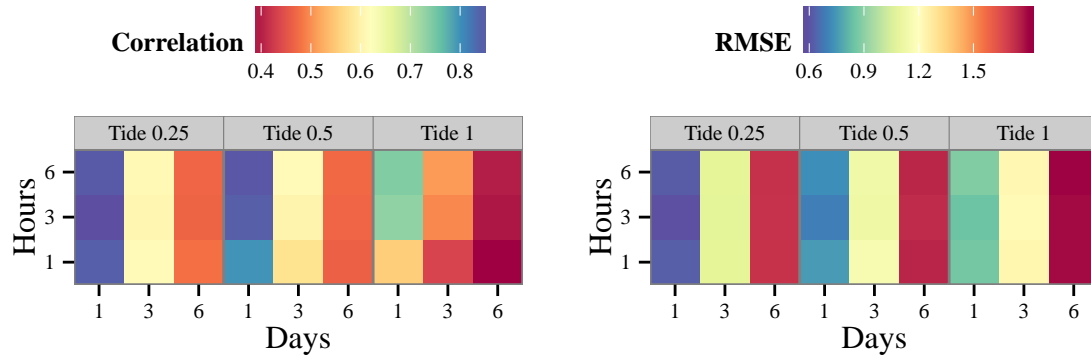 Correlation
0.4 0.5 0.6 0.7 0.8
Tide 0.25 Tide 0.5 Tide 1
Hours
6
3
1
1 3 6 1 3 6 1 3 6
Days
RMSE
0.6 0.9 1.2 1.5
Tide 0.25 Tide 0.5 Tide 1
Hours
6
3
1
1 3 6 1 3 6 1 3 6
Days